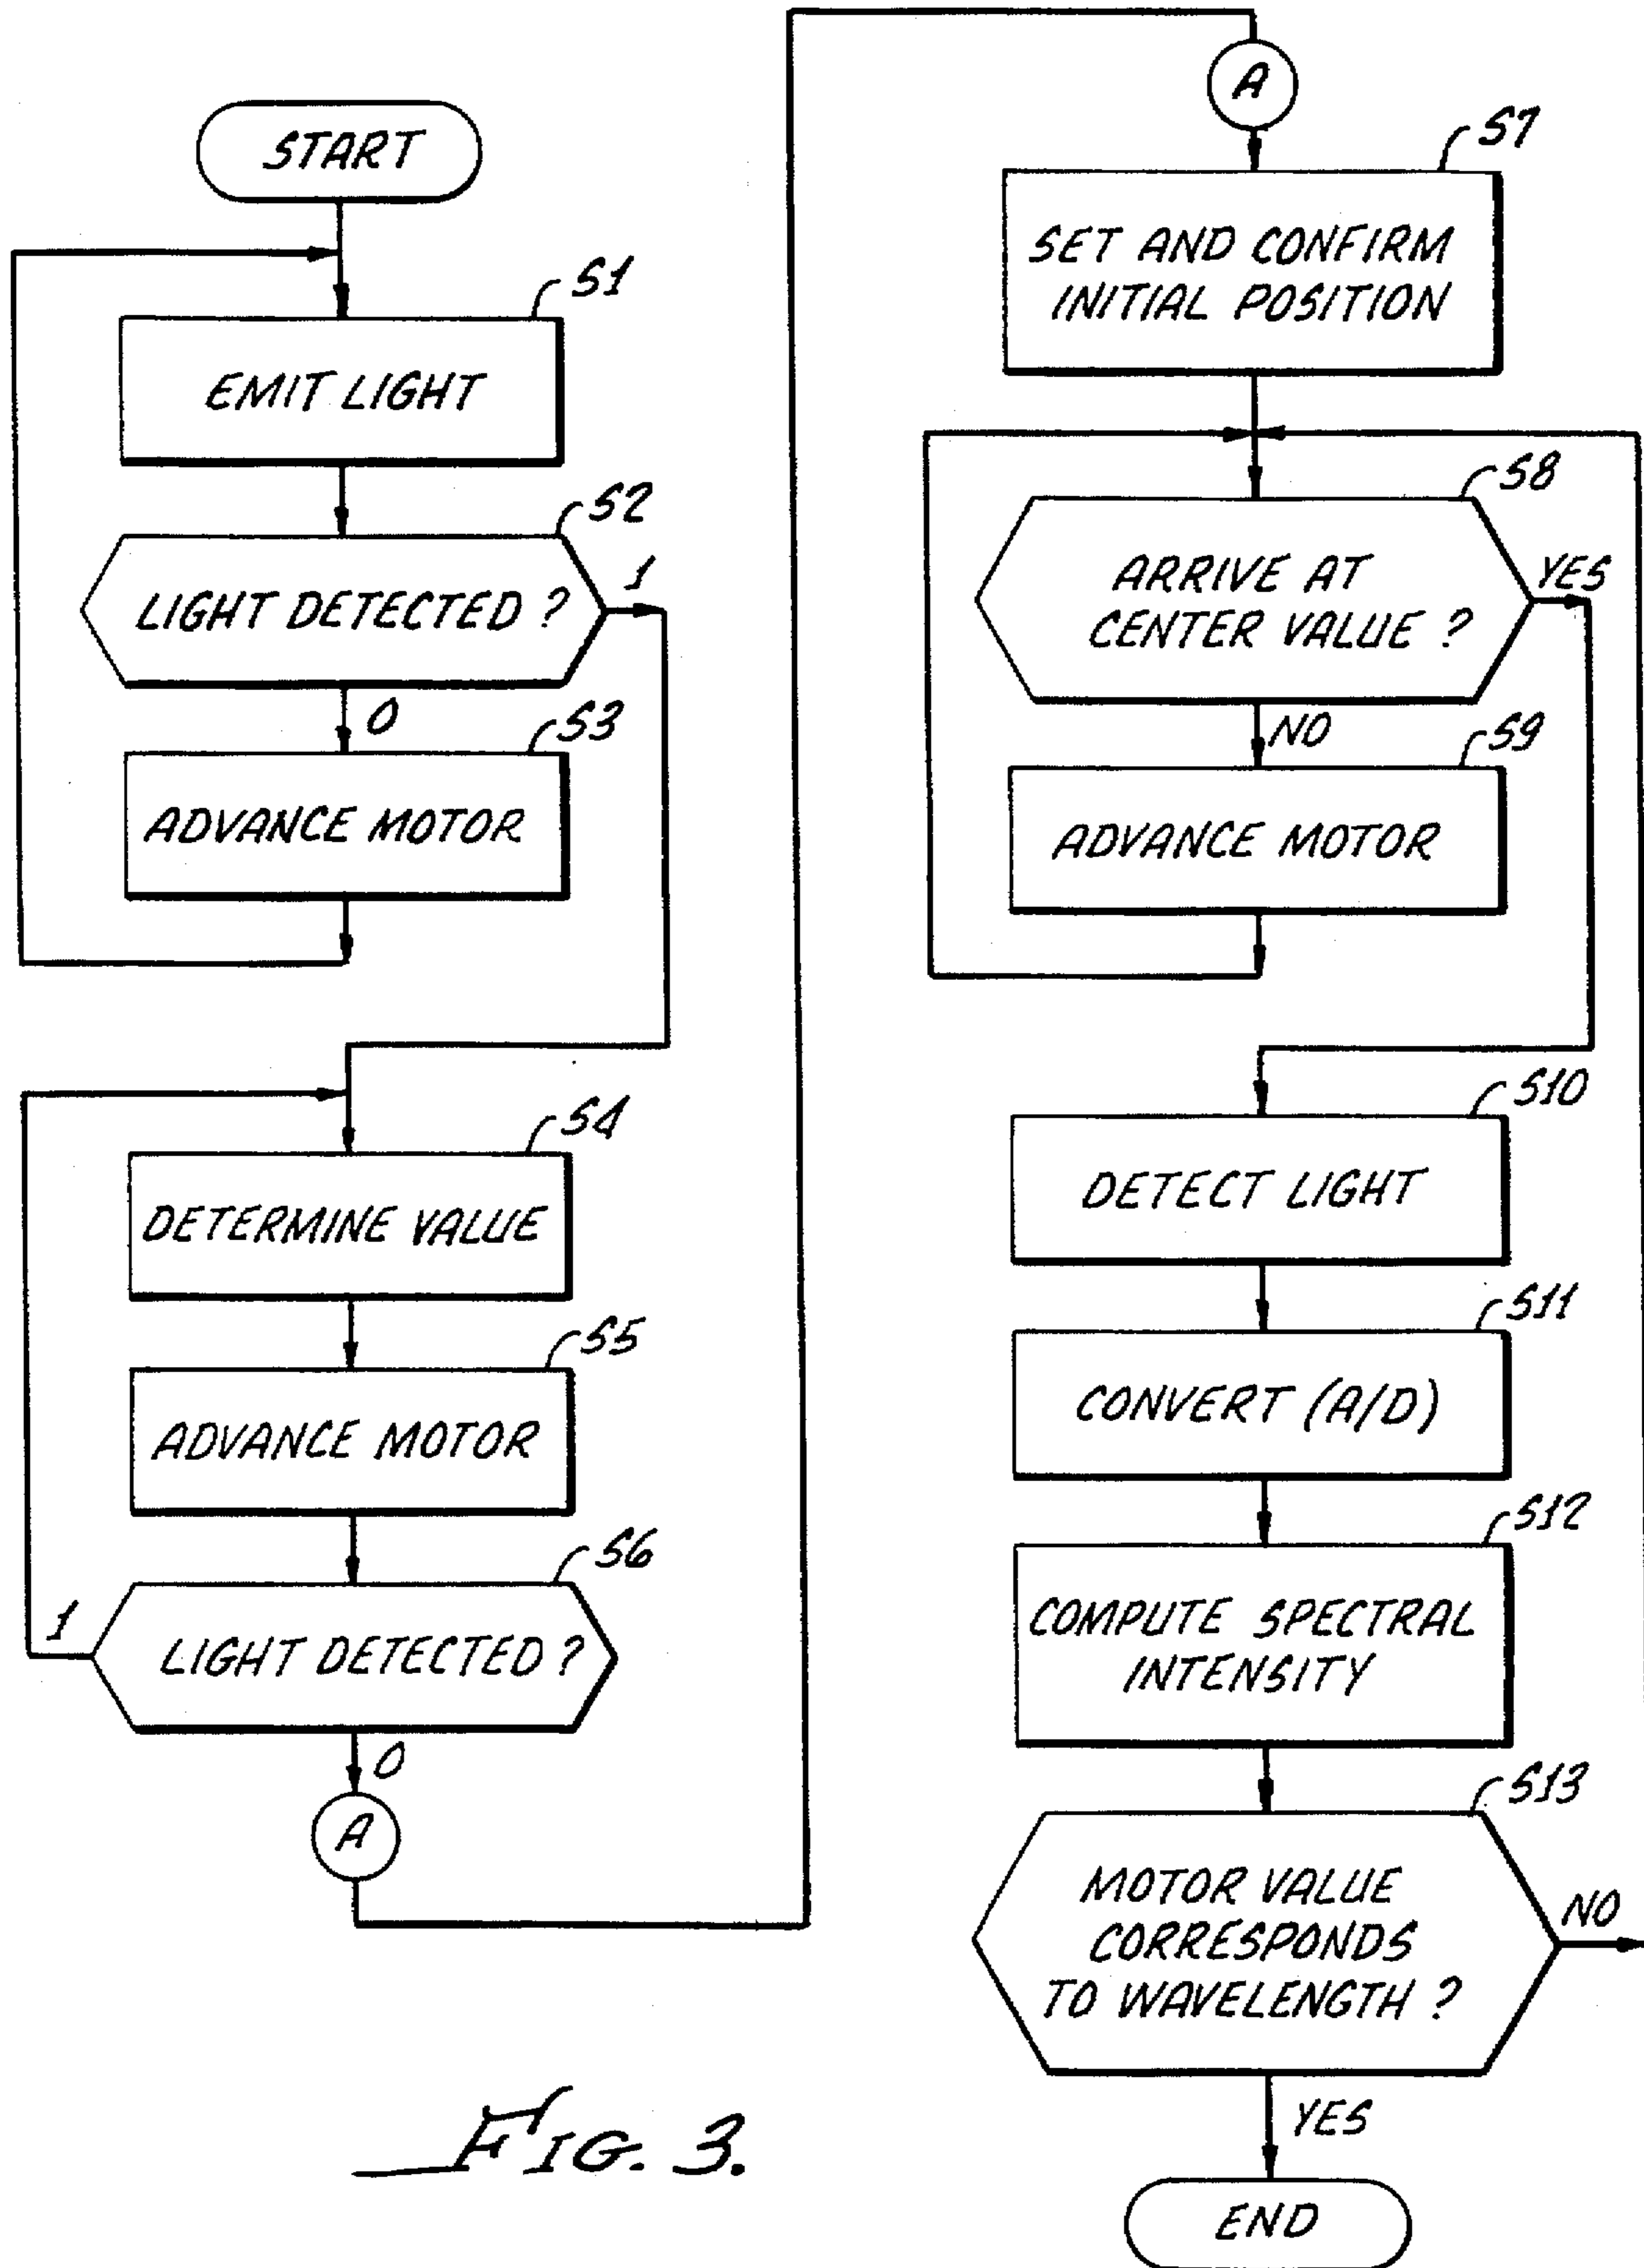 START
S1
EMIT LIGHT
S2
LIGHT DETECTED ?
1
0
S3
ADVANCE MOTOR
S4
DETERMINE VALUE
S5
ADVANCE MOTOR
S6
LIGHT DETECTED ?
1
0
A
A
S7
SET AND CONFIRM
INITIAL POSITION
S8
ARRIVE AT
CENTER VALUE ?
YES
NO
S9
ADVANCE MOTOR
S10
DETECT LIGHT
S11
CONVERT (A/D)
S12
COMPUTE SPECTRAL
INTENSITY
S13
MOTOR VALUE
CORRESPONDS
TO WAVELENGTH ?
NO
YES
END
FIG. 3.